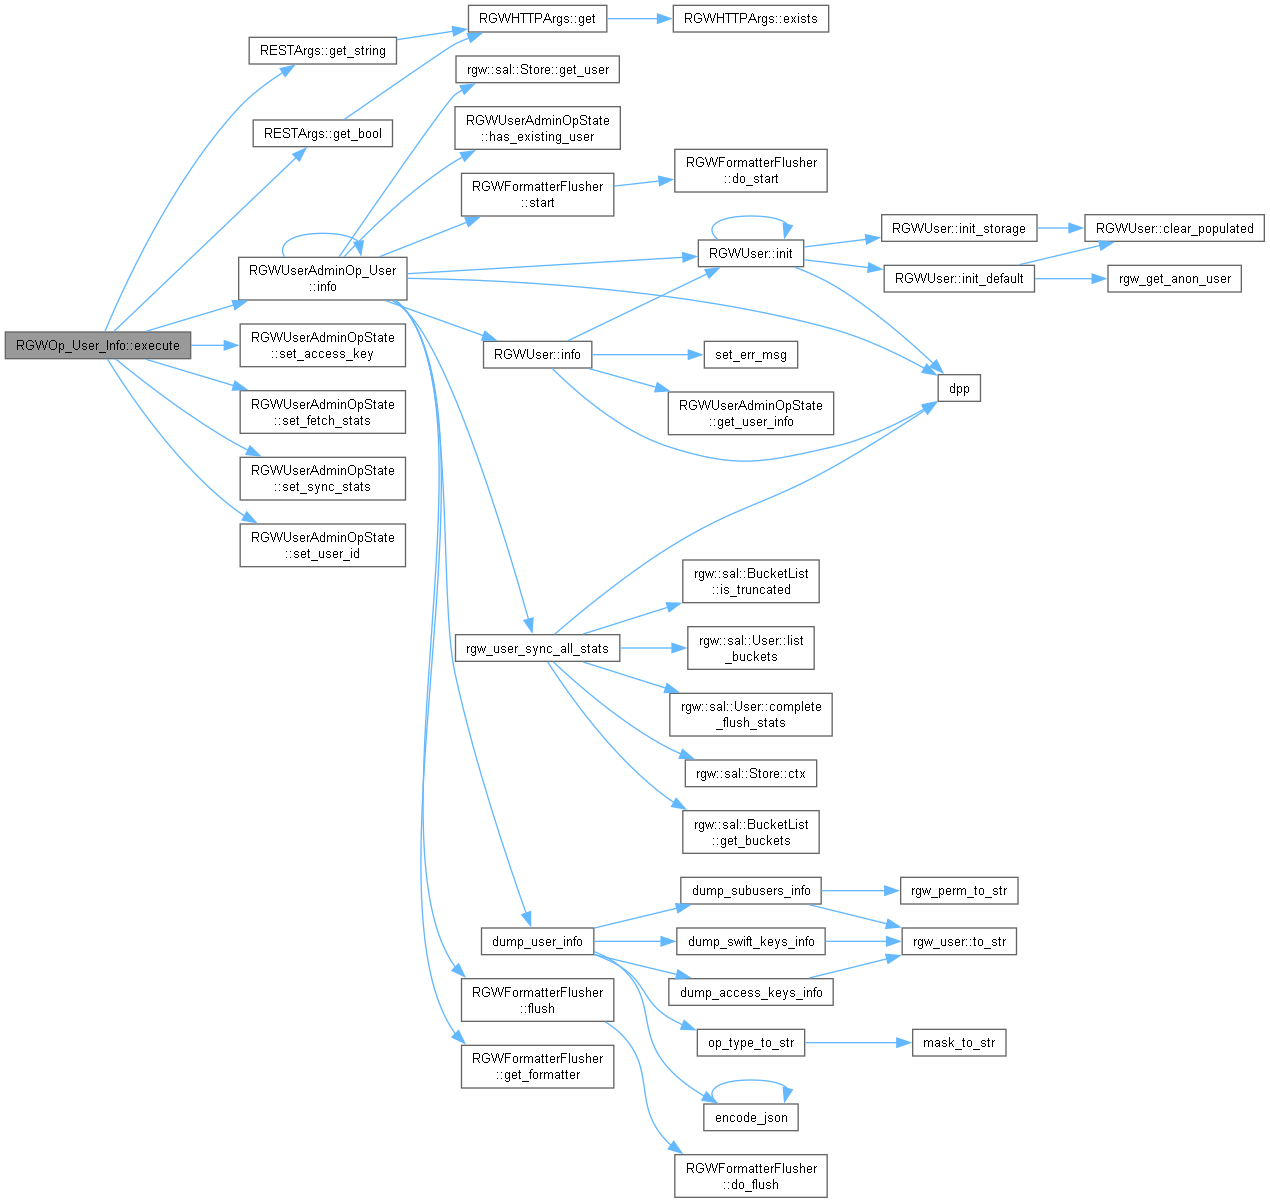 RGWOp_User_Info::execute
RESTArgs::get_string
RESTArgs::get_bool
RGWUserAdminOp_User
::info
RGWUserAdminOpState
::set_access_key
RGWUserAdminOpState
::set_fetch_stats
RGWUserAdminOpState
::set_sync_stats
RGWUserAdminOpState
::set_user_id
RGWHTTPArgs::get
RGWHTTPArgs::exists
rgw::sal::Store::get_user
RGWUserAdminOpState
::has_existing_user
RGWFormatterFlusher
::start
RGWFormatterFlusher
::do_start
RGWUser::init
RGWUser::init_storage
RGWUser::clear_populated
RGWUser::init_default
rgw_get_anon_user
RGWUser::info
set_err_msg
RGWUserAdminOpState
::get_user_info
dpp
rgw_user_sync_all_stats
rgw::sal::BucketList
::is_truncated
rgw::sal::User::list
_buckets
rgw::sal::User::complete
_flush_stats
rgw::sal::Store::ctx
rgw::sal::BucketList
::get_buckets
dump_user_info
dump_subusers_info
rgw_perm_to_str
dump_swift_keys_info
rgw_user::to_str
dump_access_keys_info
op_type_to_str
mask_to_str
encode_json
RGWFormatterFlusher
::flush
RGWFormatterFlusher
::get_formatter
RGWFormatterFlusher
::do_flush